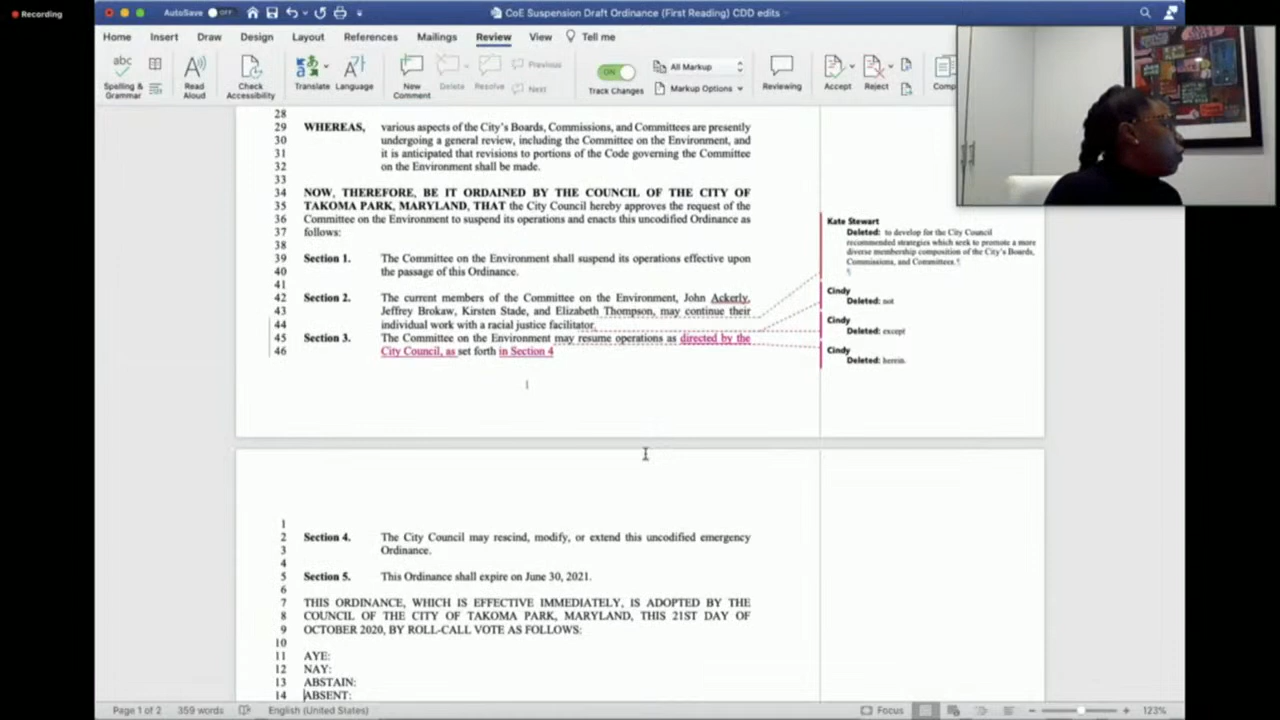 Recording
AutoSave OFF
CoE Suspension Draft Ordinance (First Reading) CDD edits
Home Insert Draw Design Layout References Mailings Review View Tell me
abc
Spelling & Grammar
Read Aloud
Check Accessibility
Translate
Language
New Comment
Delete
Resolve
Previous
Next
ON
Track Changes
All Markup
Markup Options
Reviewing
Accept
Reject
28
29 WHEREAS, various aspects of the City's Boards, Commissions, and Committees are presently
30 undergoing a general review, including the Committee on the Environment, and
31 it is anticipated that revisions to portions of the Code governing the Committee
32 on the Environment shall be made.
33
34 NOW, THEREFORE, BE IT ORDAINED BY THE COUNCIL OF THE CITY OF
35 TAKOMA PARK, MARYLAND, THAT the City Council hereby approves the request of the
36 Committee on the Environment to suspend its operations and enacts this uncodified Ordinance as
37 follows:
38
39 Section 1. The Committee on the Environment shall suspend its operations effective upon
40 the passage of this Ordinance.
41
42 Section 2. The current members of the Committee on the Environment, John Ackerly,
43 Jeffrey Brokaw, Kirsten Stade, and Elizabeth Thompson, may continue their
44 individual work with a racial justice facilitator.
45 Section 3. The Committee on the Environment may resume operations as directed by the
46 City Council, as set forth in Section 4
1
Kate Stewart
Deleted: to develop for the City Council
recommended strategies which seek to promote a more
diverse membership composition of the City's Boards,
Commissions, and Committees.¶
¶
Cindy
Deleted: not
Cindy
Deleted: except
Cindy
Deleted: herein.
1
2 Section 4. The City Council may rescind, modify, or extend this uncodified emergency
3 Ordinance.
4
5 Section 5. This Ordinance shall expire on June 30, 2021.
6
7 THIS ORDINANCE, WHICH IS EFFECTIVE IMMEDIATELY, IS ADOPTED BY THE
8 COUNCIL OF THE CITY OF TAKOMA PARK, MARYLAND, THIS 21ST DAY OF
9 OCTOBER 2020, BY ROLL-CALL VOTE AS FOLLOWS:
10
11 AYE:
12 NAY:
13 ABSTAIN:
14 ABSENT:
Page 1 of 2 359 words English (United States) Focus 123%